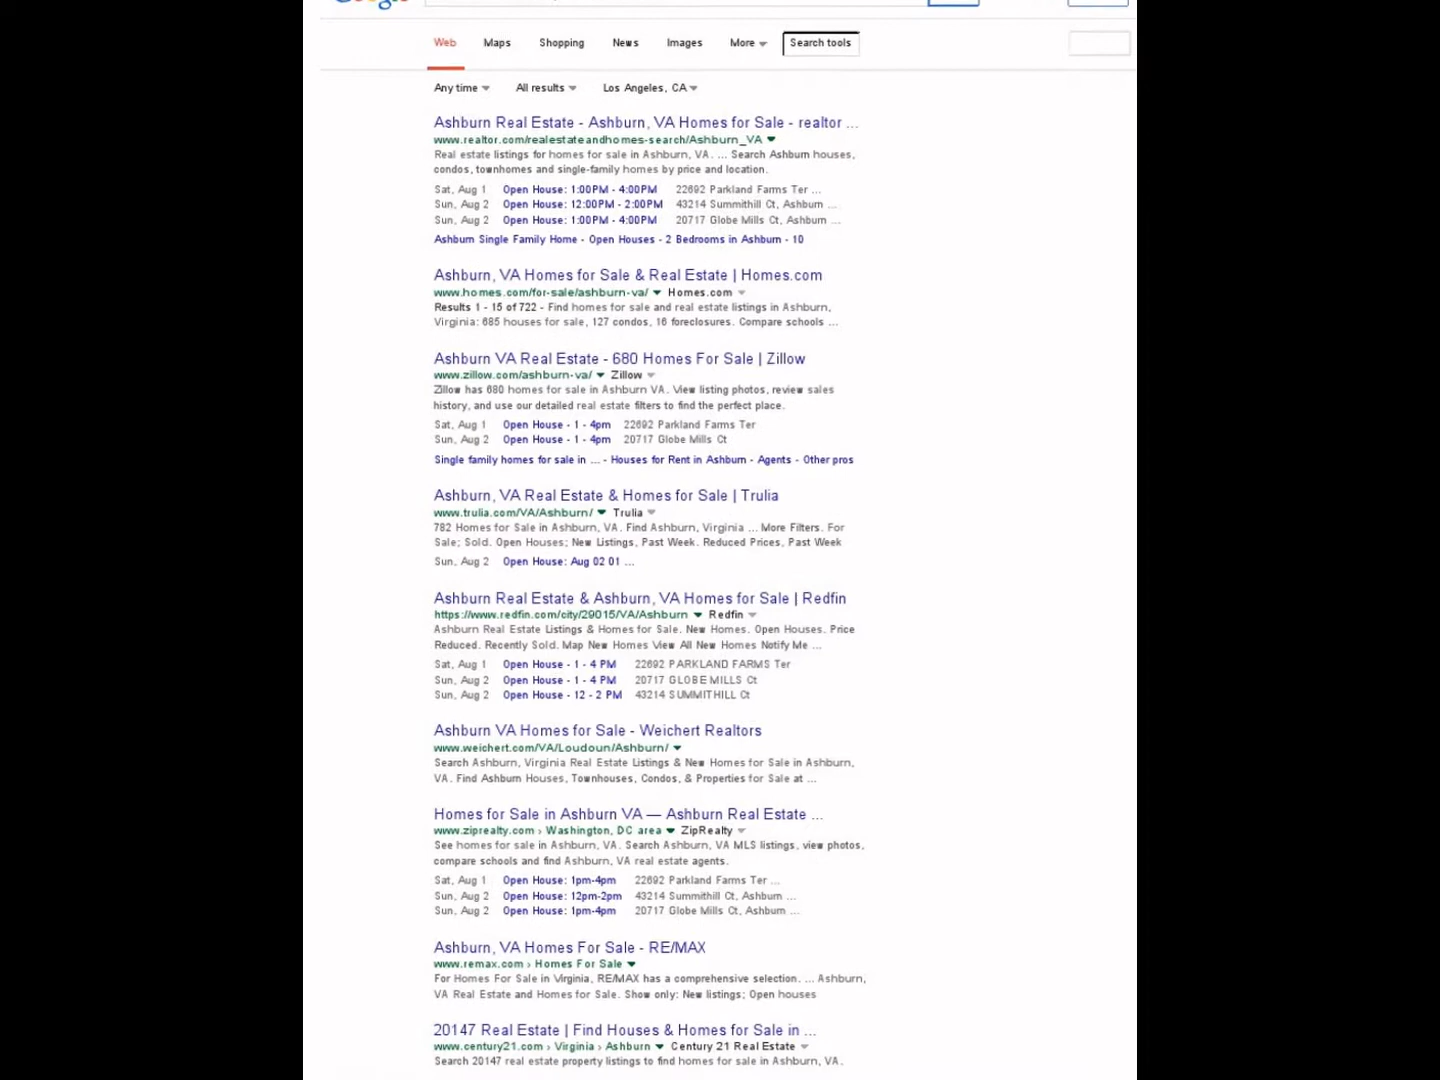 Web Maps Shopping News Images More Search tools
Any time All results Los Angeles, CA
Ashburn Real Estate - Ashburn, VA Homes for Sale - realtor ...
www.realtor.com/realestateandhomes-search/Ashburn_VA
Real estate listings for homes for sale in Ashburn, VA. ... Search Ashburn houses,
condos, townhomes and single-family homes by price and location.
Sat, Aug 1 Open House: 1:00PM - 4:00PM 22692 Parkland Farms Ter ...
Sun, Aug 2 Open House: 12:00PM - 2:00PM 43214 Summithill Ct, Ashburn ...
Sun, Aug 2 Open House: 1:00PM - 4:00PM 20717 Globe Mills Ct, Ashburn ...
Ashburn Single Family Home - Open Houses - 2 Bedrooms in Ashburn - 10
Ashburn, VA Homes for Sale & Real Estate | Homes.com
www.homes.com/for-sale/ashburn-va/ Homes.com
Results 1 - 15 of 722 - Find homes for sale and real estate listings in Ashburn,
Virginia: 685 houses for sale, 127 condos, 16 foreclosures. Compare schools ...
Ashburn VA Real Estate - 680 Homes For Sale | Zillow
www.zillow.com/ashburn-va/ Zillow
Zillow has 680 homes for sale in Ashburn VA. View listing photos, review sales
history, and use our detailed real estate filters to find the perfect place.
Sat, Aug 1 Open House - 1 - 4pm 22692 Parkland Farms Ter
Sun, Aug 2 Open House - 1 - 4pm 20717 Globe Mills Ct
Single family homes for sale in ... - Houses for Rent in Ashburn - Agents - Other pros
Ashburn, VA Real Estate & Homes for Sale | Trulia
www.trulia.com/VA/Ashburn/ Trulia
782 Homes for Sale in Ashburn, VA. Find Ashburn, Virginia ... More Filters. For
Sale; Sold. Open Houses; New Listings, Past Week. Reduced Prices, Past Week
Sun, Aug 2 Open House: Aug 02 01 ...
Ashburn Real Estate & Ashburn, VA Homes for Sale | Redfin
https://www.redfin.com/city/29015/VA/Ashburn Redfin
Ashburn Real Estate Listings & Homes for Sale. New Homes. Open Houses. Price
Reduced. Recently Sold. Map New Homes View All New Homes Notify Me ...
Sat, Aug 1 Open House - 1 - 4 PM 22692 PARKLAND FARMS Ter
Sun, Aug 2 Open House - 1 - 4 PM 20717 GLOBE MILLS Ct
Sun, Aug 2 Open House - 12 - 2 PM 43214 SUMMITHILL Ct
Ashburn VA Homes for Sale - Weichert Realtors
www.weichert.com/VA/Loudoun/Ashburn/
Search Ashburn, Virginia Real Estate Listings & New Homes for Sale in Ashburn,
VA. Find Ashburn Houses, Townhouses, Condos, & Properties for Sale at ...
Homes for Sale in Ashburn VA — Ashburn Real Estate ...
www.ziprealty.com › Washington, DC area ZipRealty
See homes for sale in Ashburn, VA. Search Ashburn, VA MLS listings, view photos,
compare schools and find Ashburn, VA real estate agents.
Sat, Aug 1 Open House: 1pm-4pm 22692 Parkland Farms Ter ...
Sun, Aug 2 Open House: 12pm-2pm 43214 Summithill Ct, Ashburn ...
Sun, Aug 2 Open House: 1pm-4pm 20717 Globe Mills Ct, Ashburn ...
Ashburn, VA Homes For Sale - RE/MAX
www.remax.com › Homes For Sale
For Homes For Sale in Virginia, RE/MAX has a comprehensive selection. ... Ashburn,
VA Real Estate and Homes for Sale. Show only: New listings; Open houses
20147 Real Estate | Find Houses & Homes for Sale in ...
www.century21.com › Virginia › Ashburn Century 21 Real Estate
Search 20147 real estate property listings to find homes for sale in Ashburn, VA.